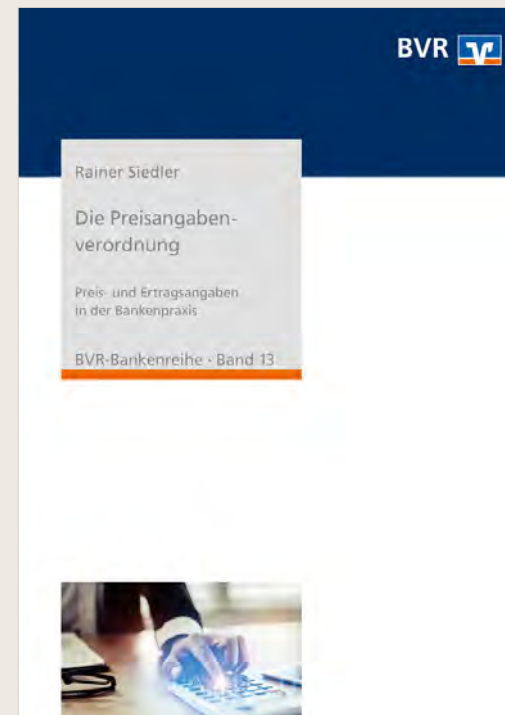 BVR
Rainer Siedler
Die Preisangaben-
verordnung
Preis- und Ertragsangaben
in der Bankenpraxis
BVR-Bankenreihe · Band 13